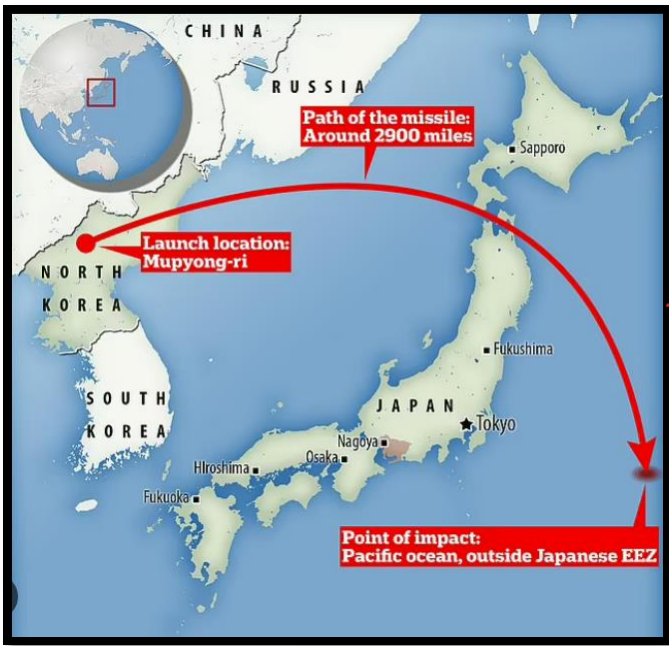 CHINA
RUSSIA
Path of the missile:
Around 2900 miles
Sapporo
Launch location:
Mupyong-ri
NORTH
KOREA
Fukushima
SOUTH
KOREA
JAPAN
Tokyo
Nagoya
Osaka
HIroshima
Fukuoka
Point of impact:
Pacific ocean, outside Japanese EEZ